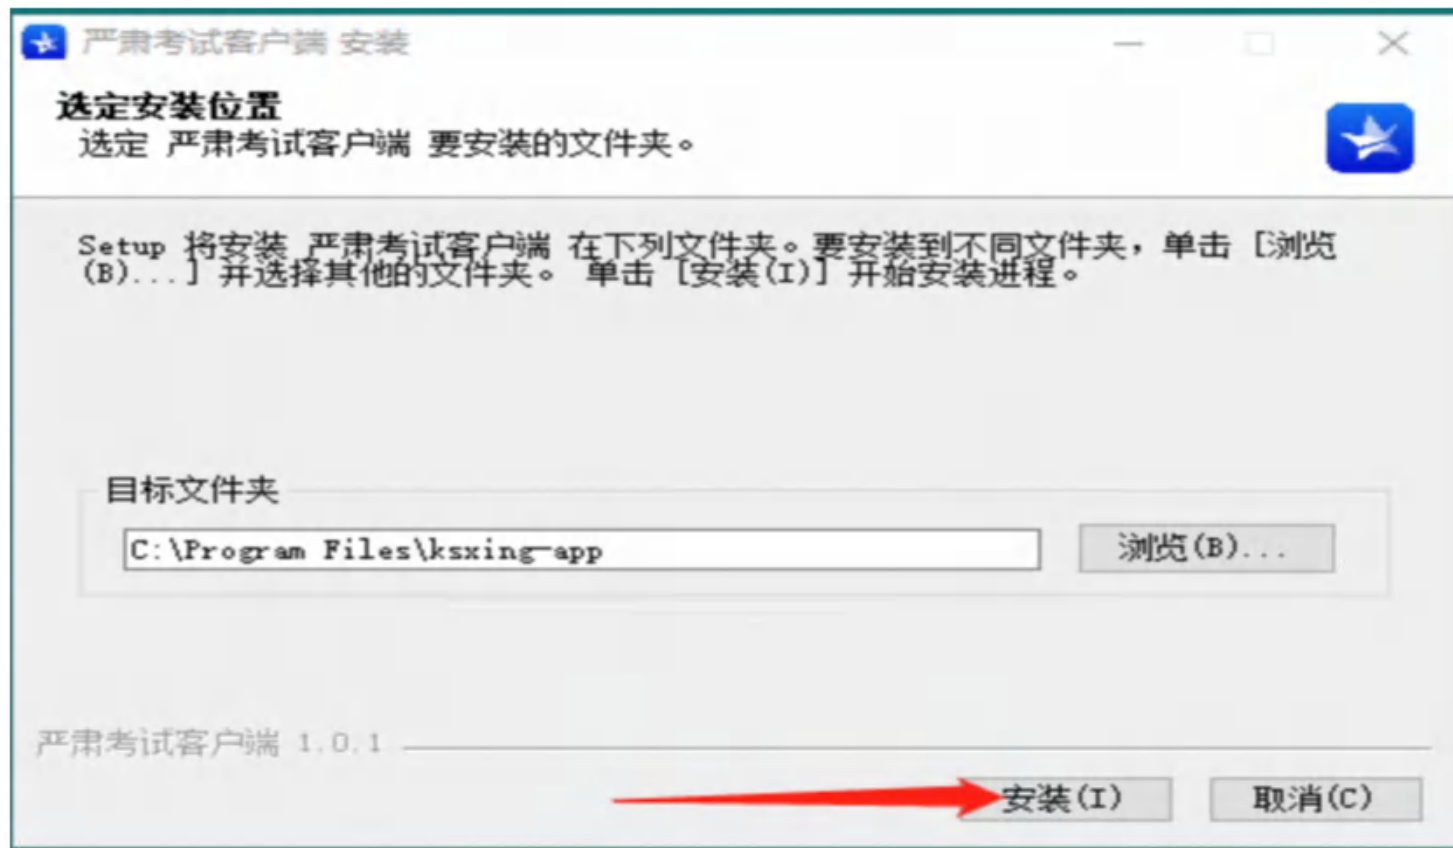 严肃考试客户端 安装
选定安装位置
选定 严肃考试客户端 要安装的文件夹。
Setup 将安装 严肃考试客户端 在下列文件夹。要安装到不同文件夹，单击 [浏览
(B)...] 并选择其他的文件夹。 单击 [安装(I)] 开始安装进程。
目标文件夹
C:\Program Files\ksxing-app
浏览(B)...
严肃考试客户端 1.0.1
安装(I)
取消(C)